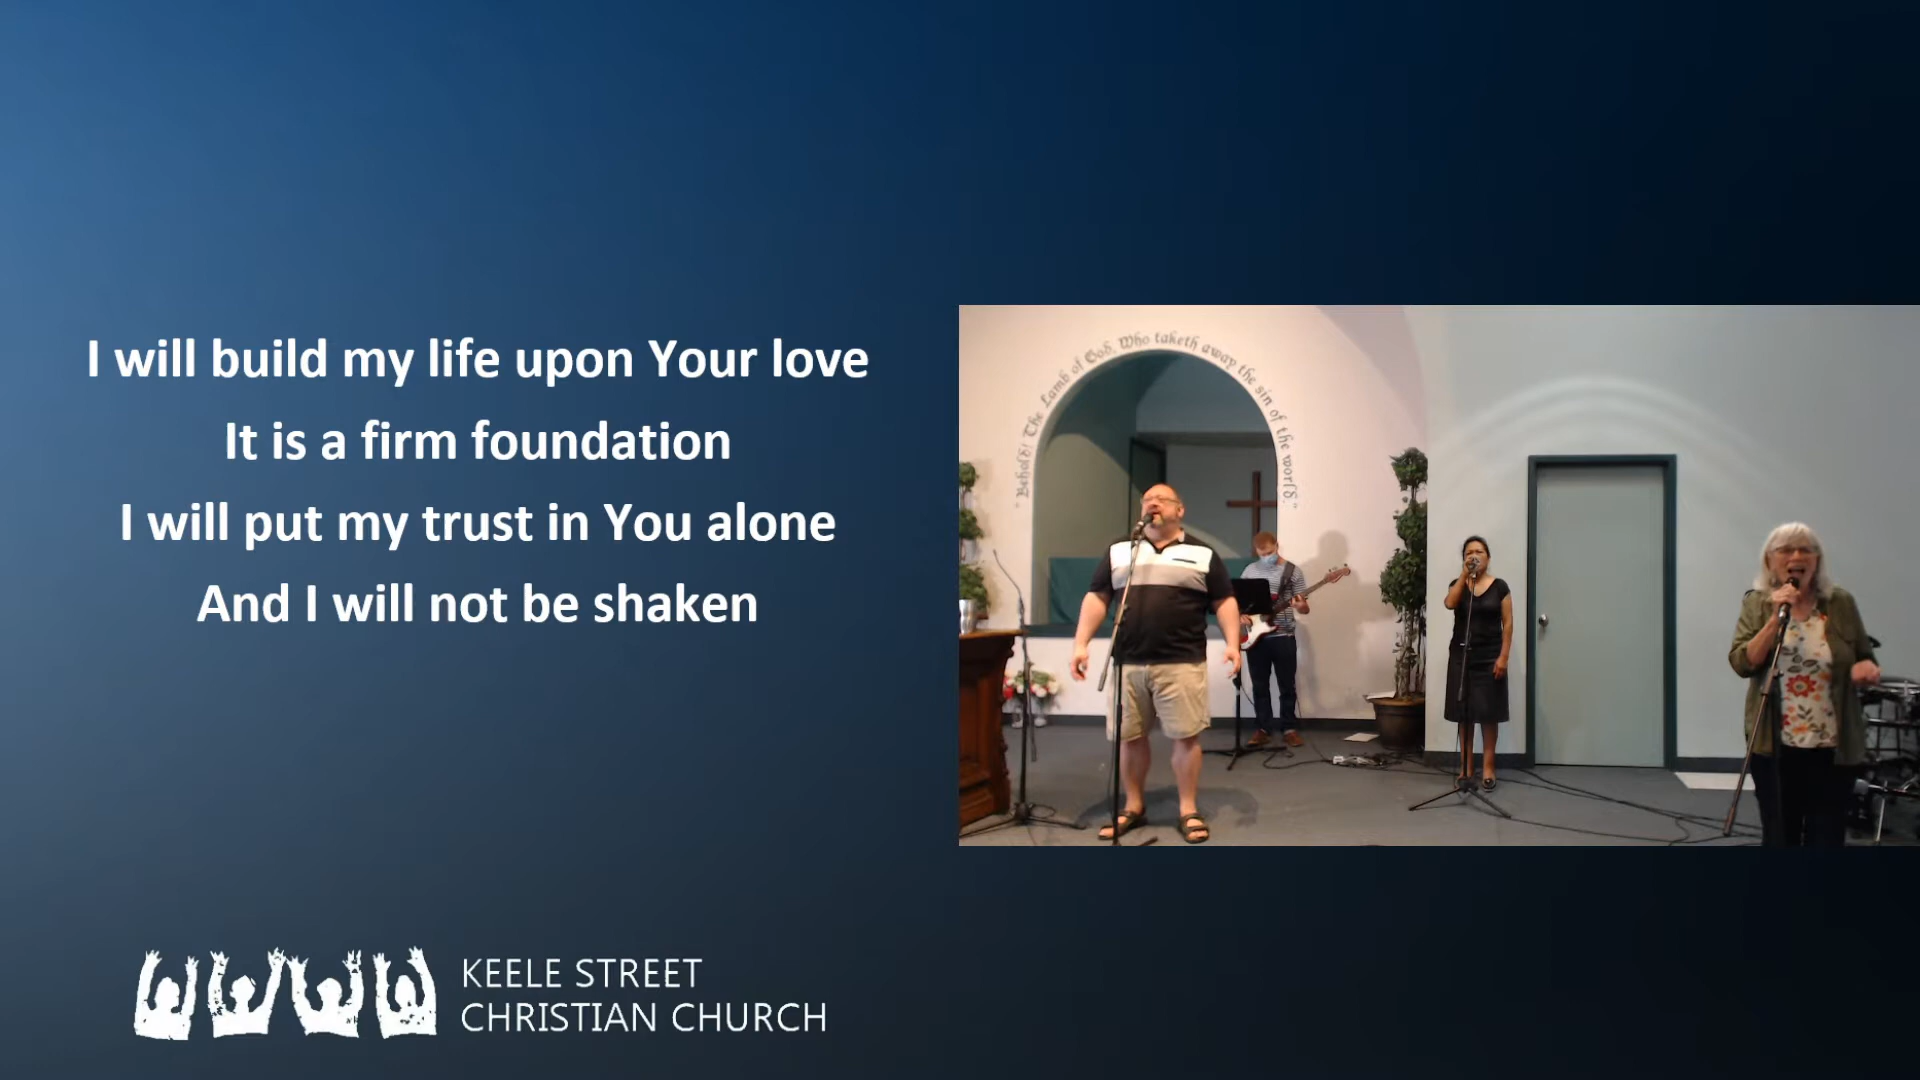 I will build my life upon Your love
It is a firm foundation
I will put my trust in You alone
And I will not be shaken
"Behold! The Lamb of God, Who taketh away the sin of the world."
KEELE STREET
CHRISTIAN CHURCH